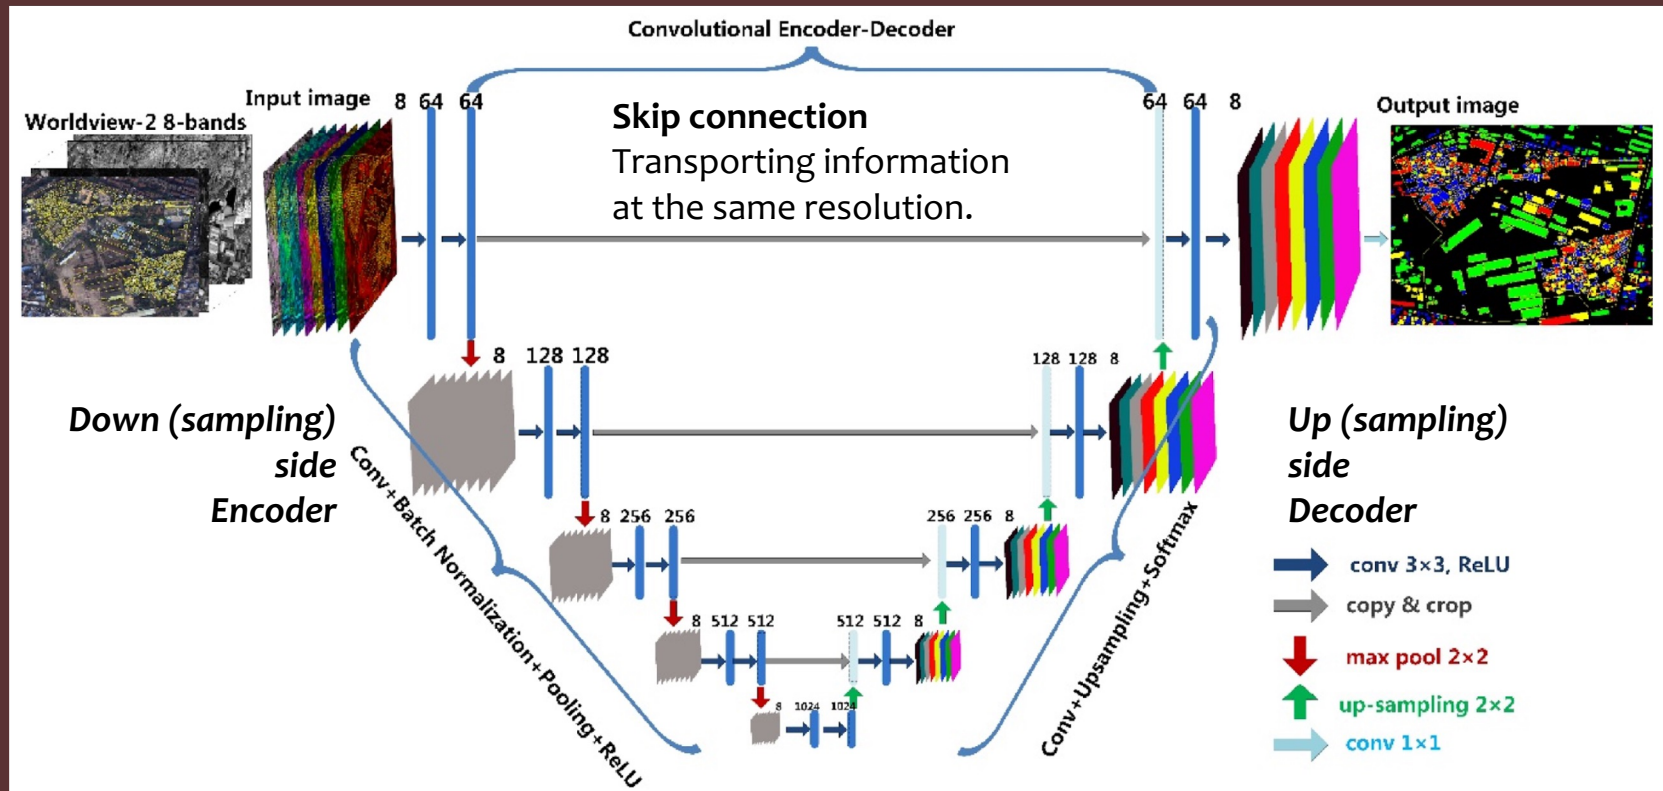 Convolutional Encoder-Decoder
Worldview-2 8-bands
Input image
8 64 64
Skip connection
Transporting information
at the same resolution.
64 64 8
Output image
8 128 128
128 128 8
Down (sampling)
side
Encoder
Up (sampling)
side
Decoder
8 256 256
256 256 8
8 512 512
512 512 8
8 1024 1024
Conv+Batch Normalization+Pooling+ReLU
Conv+Upsampling+Softmax
conv 3×3, ReLU
copy & crop
max pool 2×2
up-sampling 2×2
conv 1×1